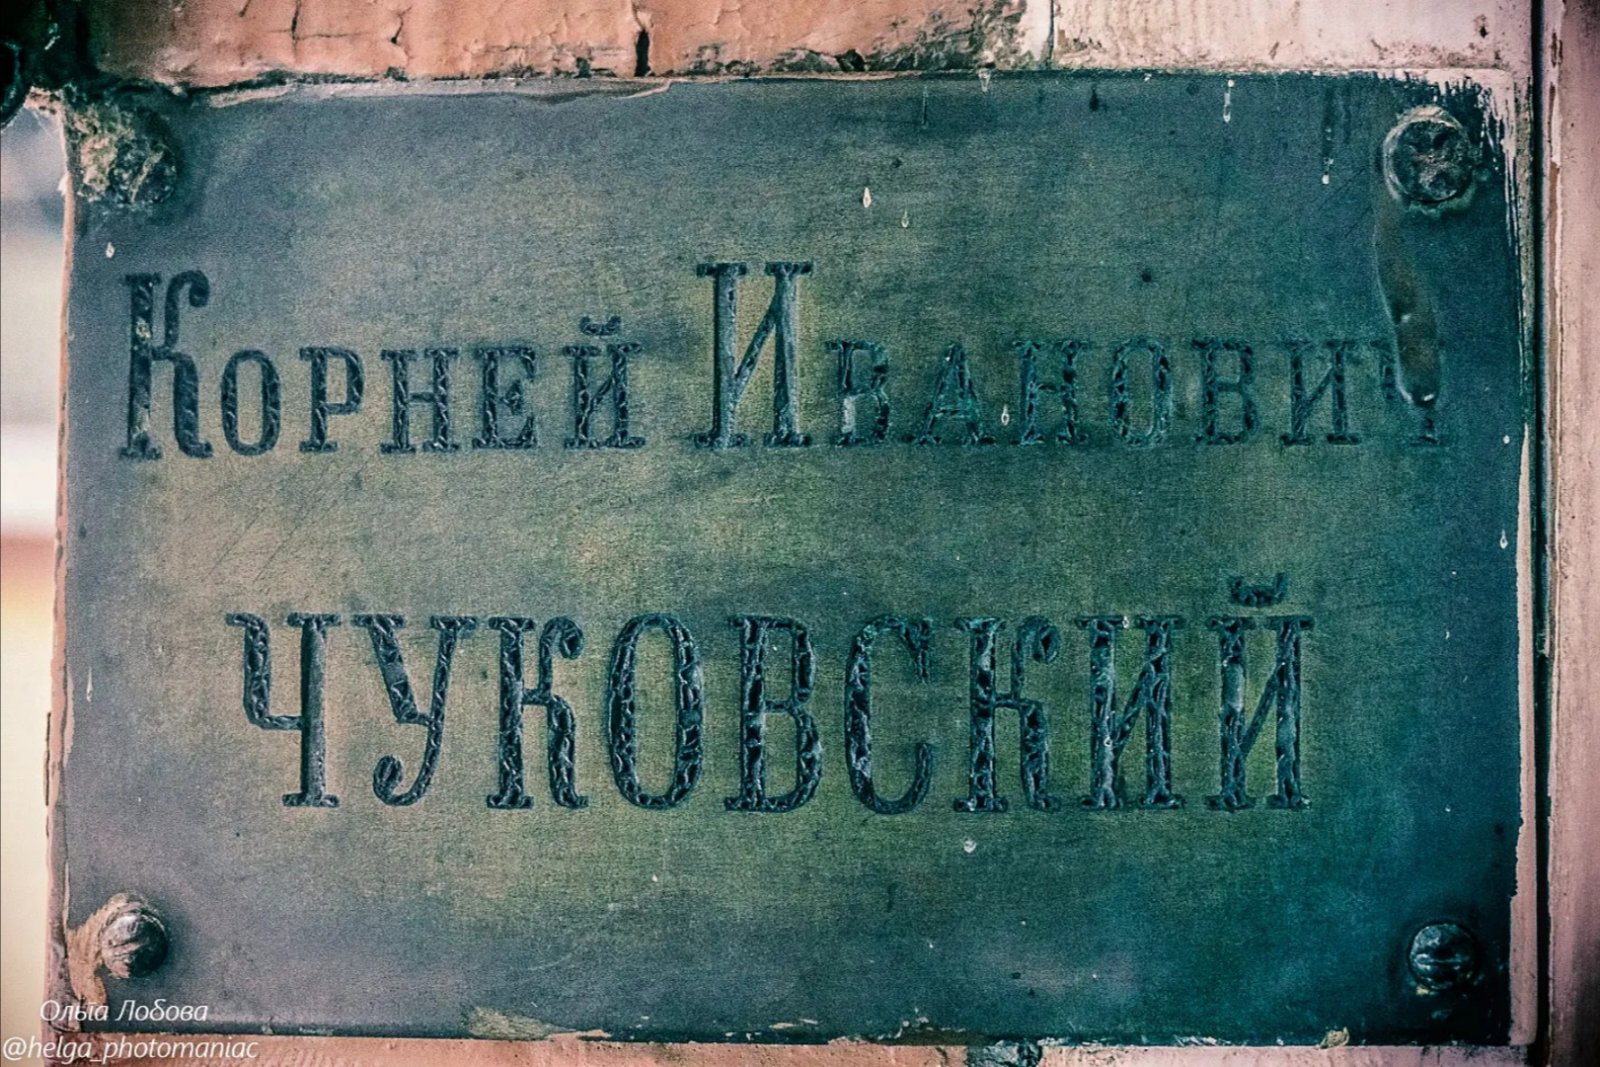 Корней Иванович
ЧУКОВСКИЙ
Ольга Лобова
@helga_photomaniac